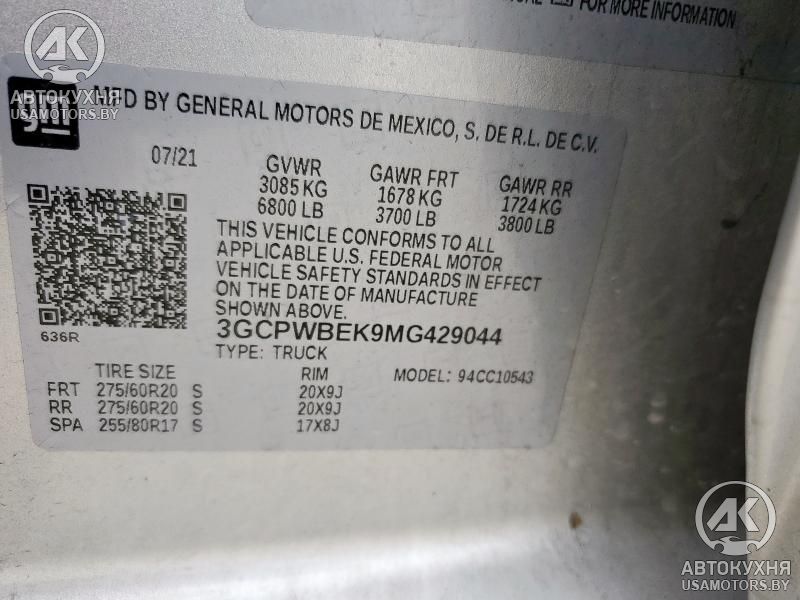 FOR MORE INFORMATION
АВТОКУХНЯ
USAMOTORS.BY
gm
MFD BY GENERAL MOTORS DE MEXICO, S. DE R.L. DE C.V.
07/21
GVWR
3085 KG
6800 LB
GAWR FRT
1678 KG
3700 LB
GAWR RR
1724 KG
3800 LB
THIS VEHICLE CONFORMS TO ALL
APPLICABLE U.S. FEDERAL MOTOR
VEHICLE SAFETY STANDARDS IN EFFECT
ON THE DATE OF MANUFACTURE
SHOWN ABOVE.
636R
3GCPWBEK9MG429044
TYPE: TRUCK
MODEL: 94CC10543
TIRE SIZE RIM
FRT 275/60R20 S 20X9J
RR 275/60R20 S 20X9J
SPA 255/80R17 S 17X8J
АК
АВТОКУХНЯ
USAMOTORS.BY